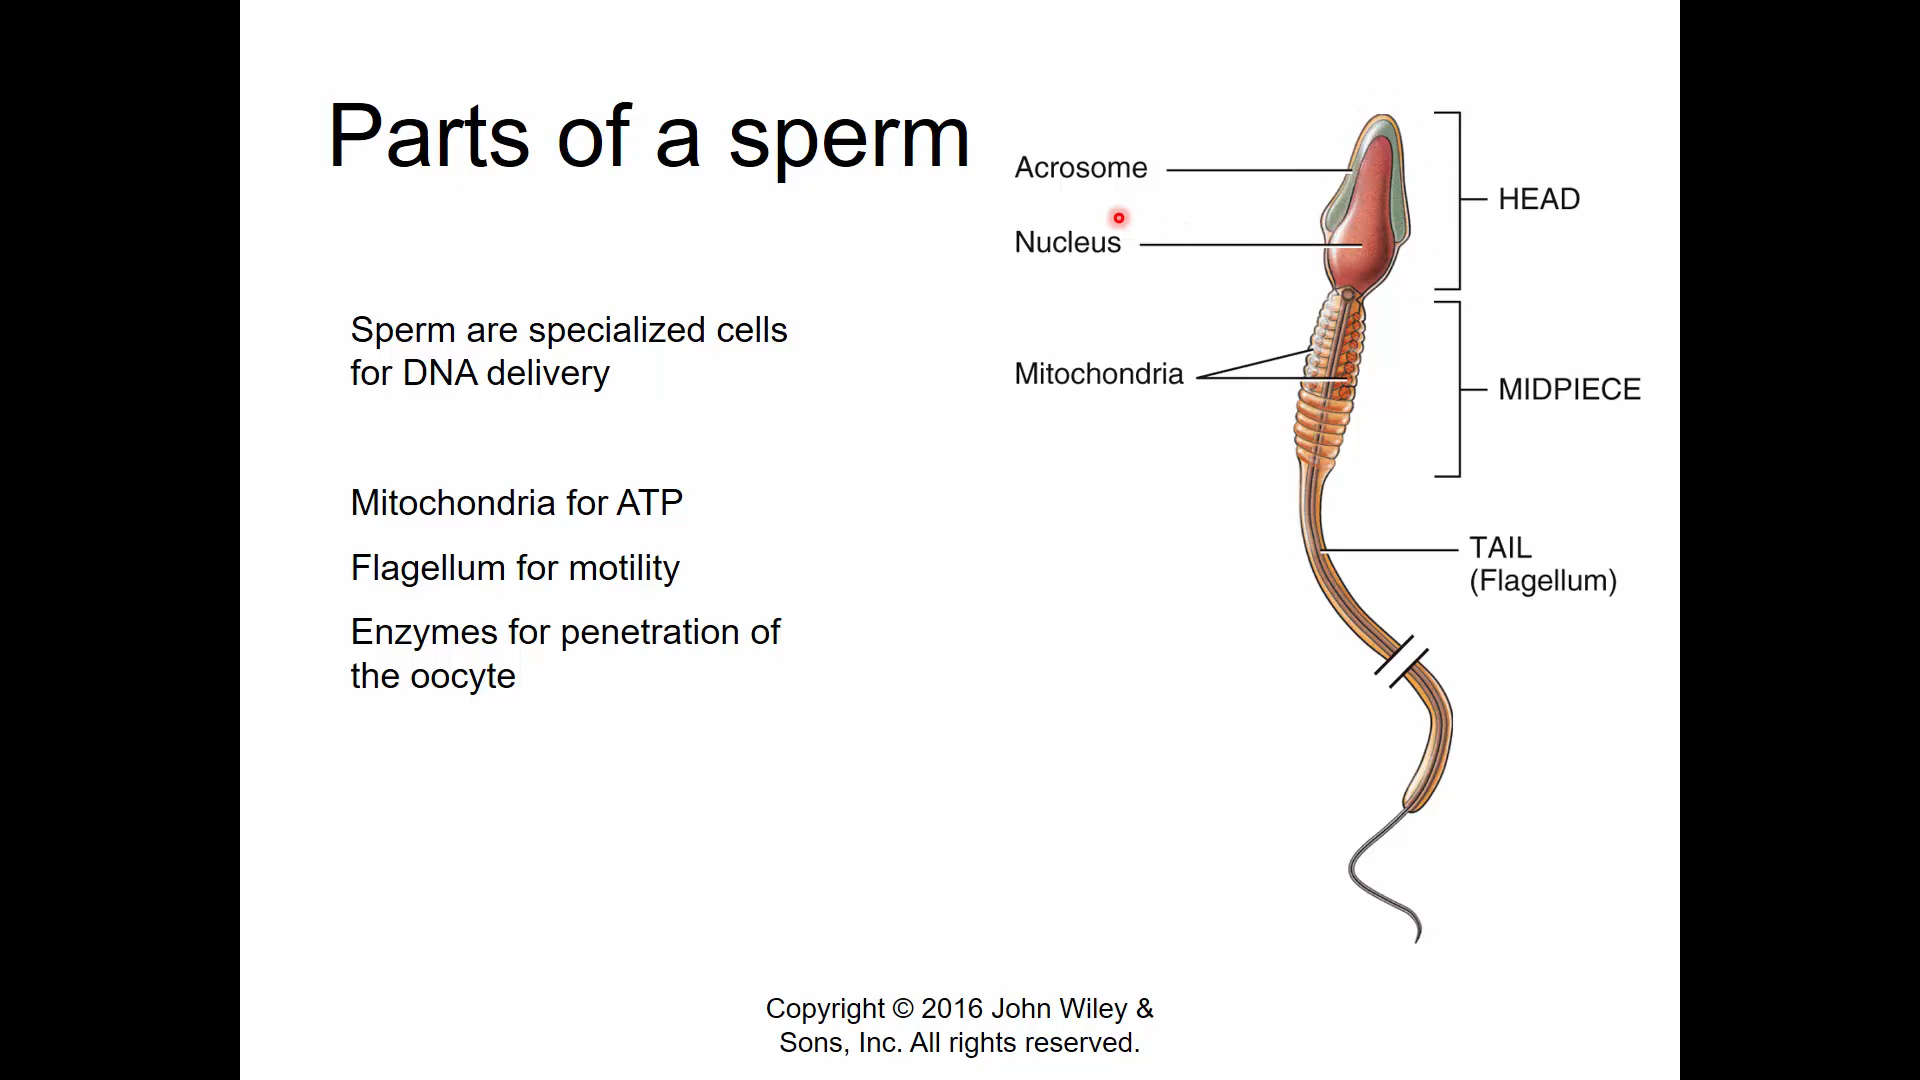 Parts of a sperm
Sperm are specialized cells
for DNA delivery
Mitochondria for ATP
Flagellum for motility
Enzymes for penetration of
the oocyte
Acrosome
Nucleus
Mitochondria
HEAD
MIDPIECE
TAIL
(Flagellum)
Copyright © 2016 John Wiley &
Sons, Inc. All rights reserved.